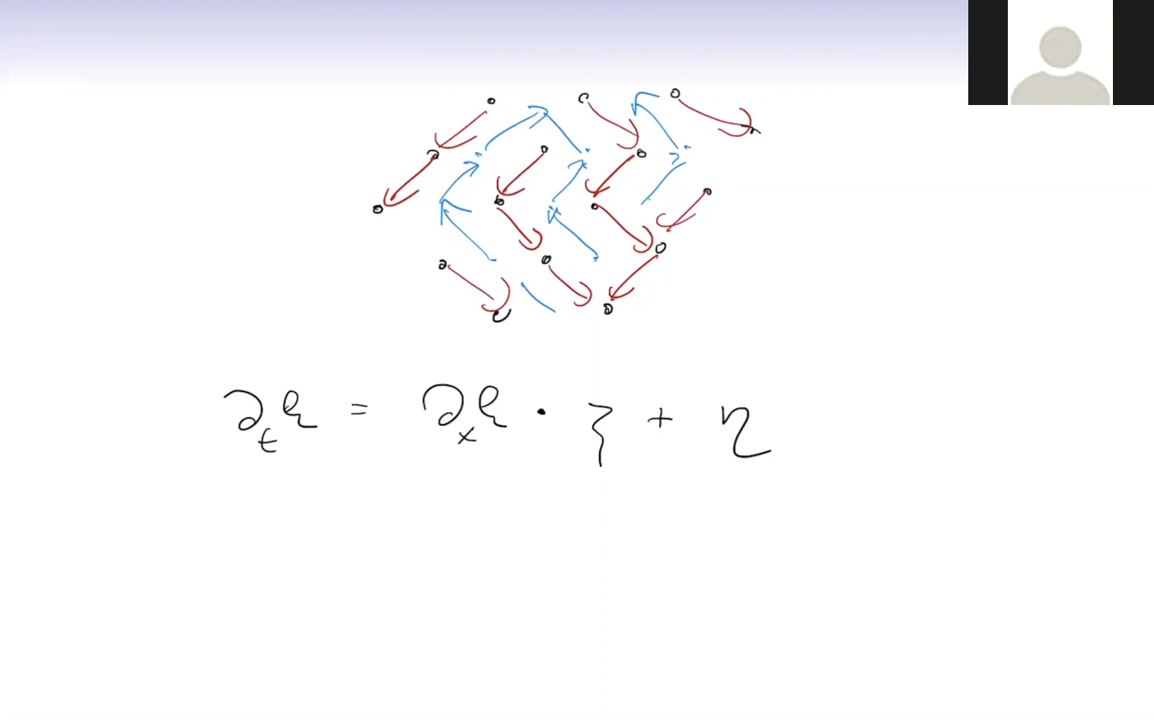 ∂ₜh = ∂ₓh · ξ + η